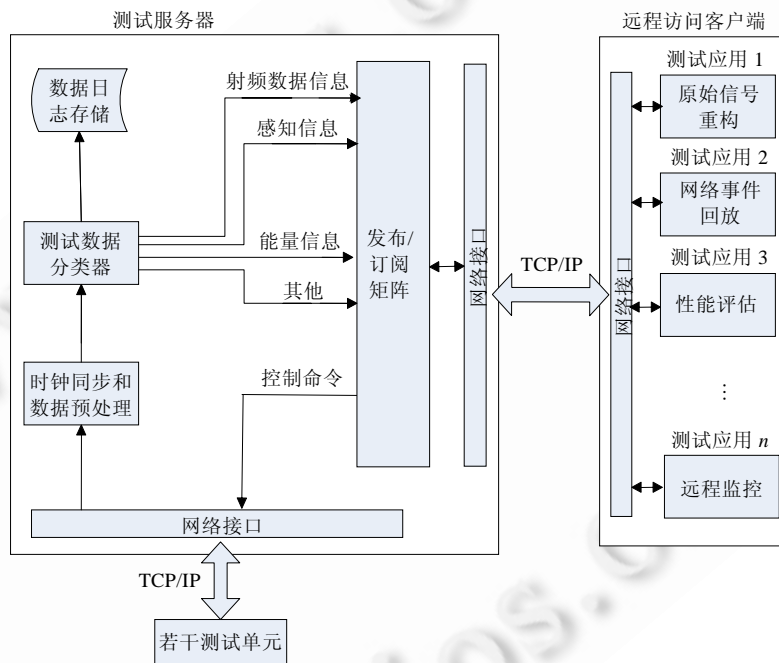 测试服务器
远程访问客户端
数据日
志存储
射频数据信息
感知信息
能量信息
其他
测试数据
分类器
时钟同步和
数据预处理
控制命令
发布/
订阅
矩阵
网络接口
网络接口
TCP/IP
若干测试单元
TCP/IP
网络接口
测试应用 1
原始信号
重构
测试应用 2
网络事件
回放
测试应用 3
性能评估
⋮
测试应用 n
远程监控